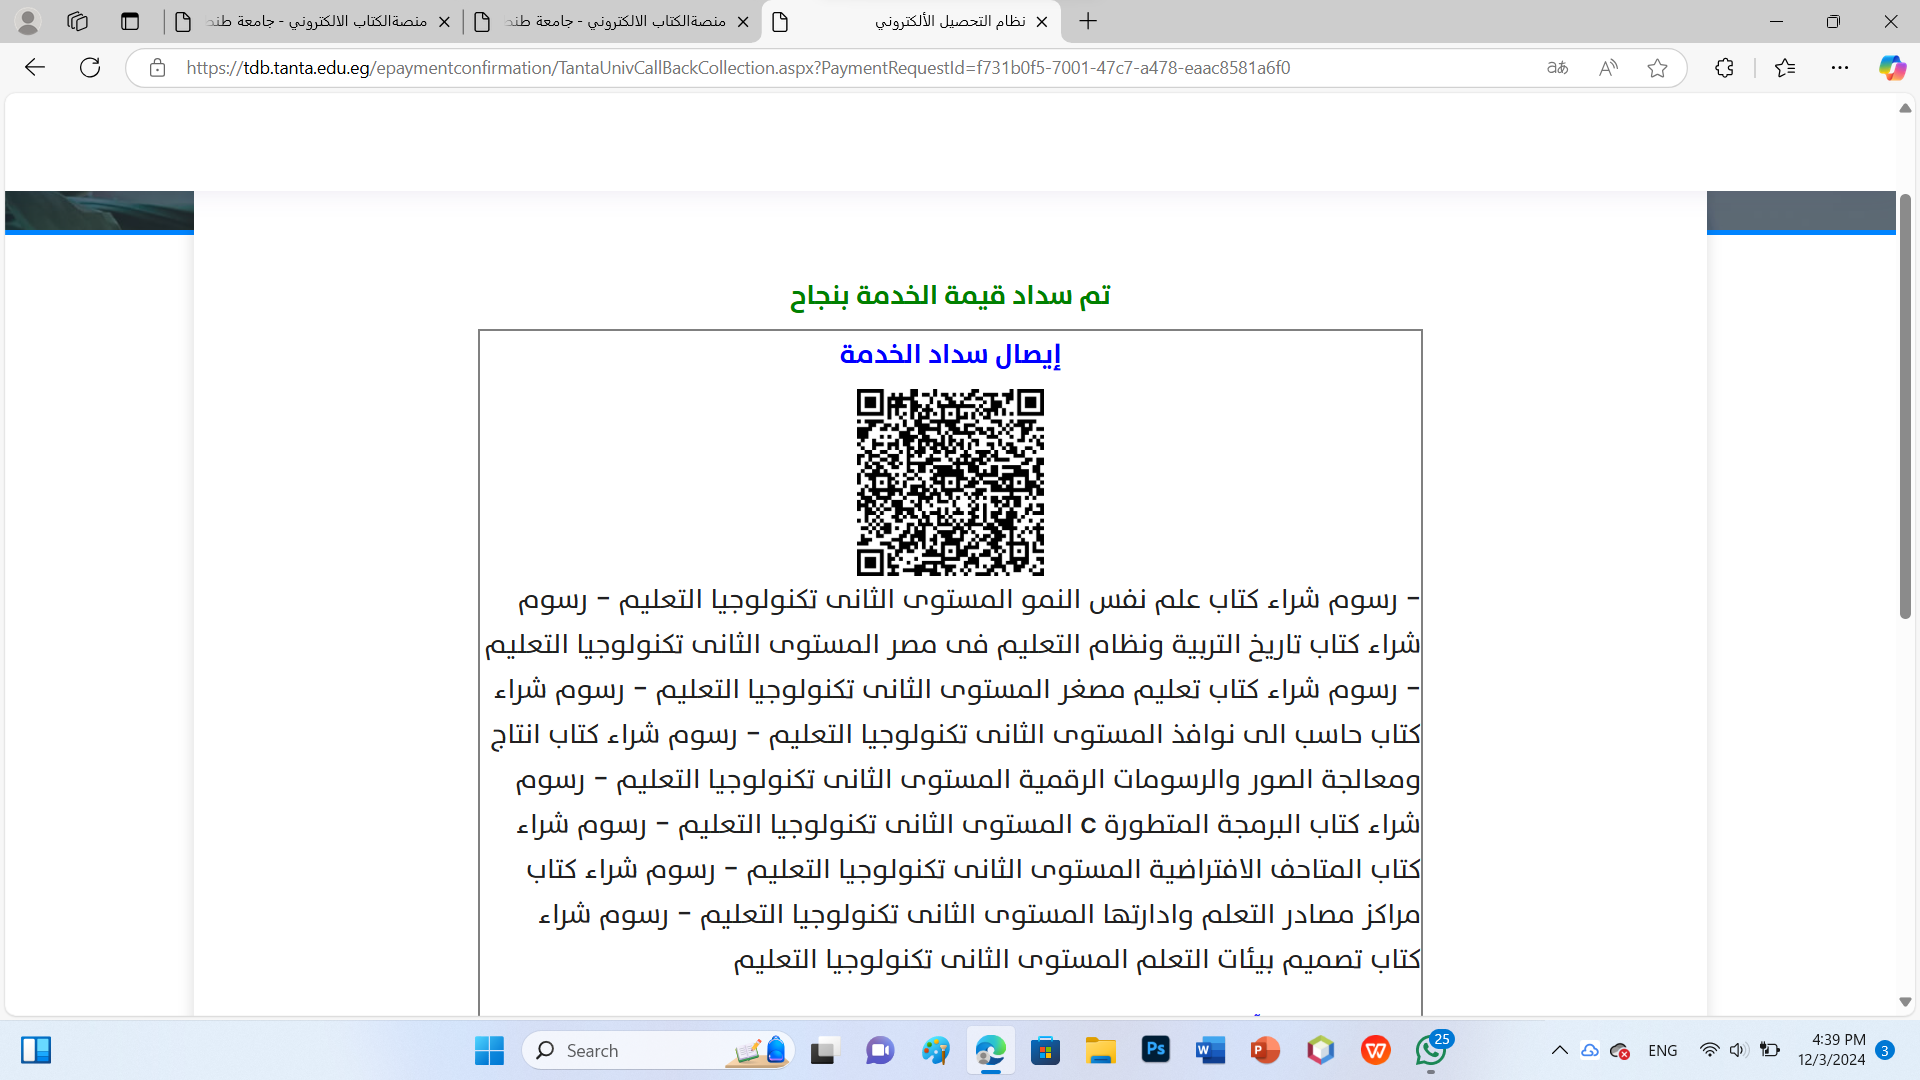 منصةالكتاب الالكتروني - جامعة طنط
منصةالكتاب الالكتروني - جامعة طنط
نظام التحصيل الألكتروني
https://tdb.tanta.edu.eg/epaymentconfirmation/TantaUnivCallBackCollection.aspx?PaymentRequestId=f731b0f5-7001-47c7-a478-eaac8581a6f0
تم سداد قيمة الخدمة بنجاح
إيصال سداد الخدمة
- رسوم شراء كتاب علم نفس النمو المستوى الثانى تكنولوجيا التعليم - رسوم
شراء كتاب تاريخ التربية ونظام التعليم فى مصر المستوى الثانى تكنولوجيا التعليم
- رسوم شراء كتاب تعليم مصغر المستوى الثانى تكنولوجيا التعليم - رسوم شراء
كتاب حاسب الى نوافذ المستوى الثانى تكنولوجيا التعليم - رسوم شراء كتاب انتاج
ومعالجة الصور والرسومات الرقمية المستوى الثانى تكنولوجيا التعليم - رسوم
شراء كتاب البرمجة المتطورة C المستوى الثانى تكنولوجيا التعليم - رسوم شراء
كتاب المتاحف الافتراضية المستوى الثانى تكنولوجيا التعليم - رسوم شراء كتاب
مراكز مصادر التعلم وادارتها المستوى الثانى تكنولوجيا التعليم - رسوم شراء
كتاب تصميم بيئات التعلم المستوى الثانى تكنولوجيا التعليم
Search
Ps
W
P
W
25
ENG
4:39 PM
12/3/2024
3